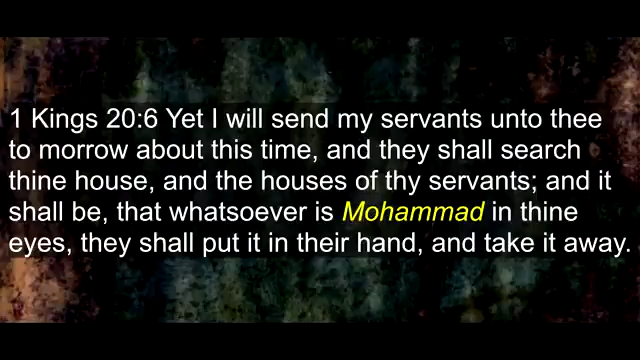 1 Kings 20:6 Yet I will send my servants unto thee
to morrow about this time, and they shall search
thine house, and the houses of thy servants; and it
shall be, that whatsoever is Mohammad in thine
eyes, they shall put it in their hand, and take it away.